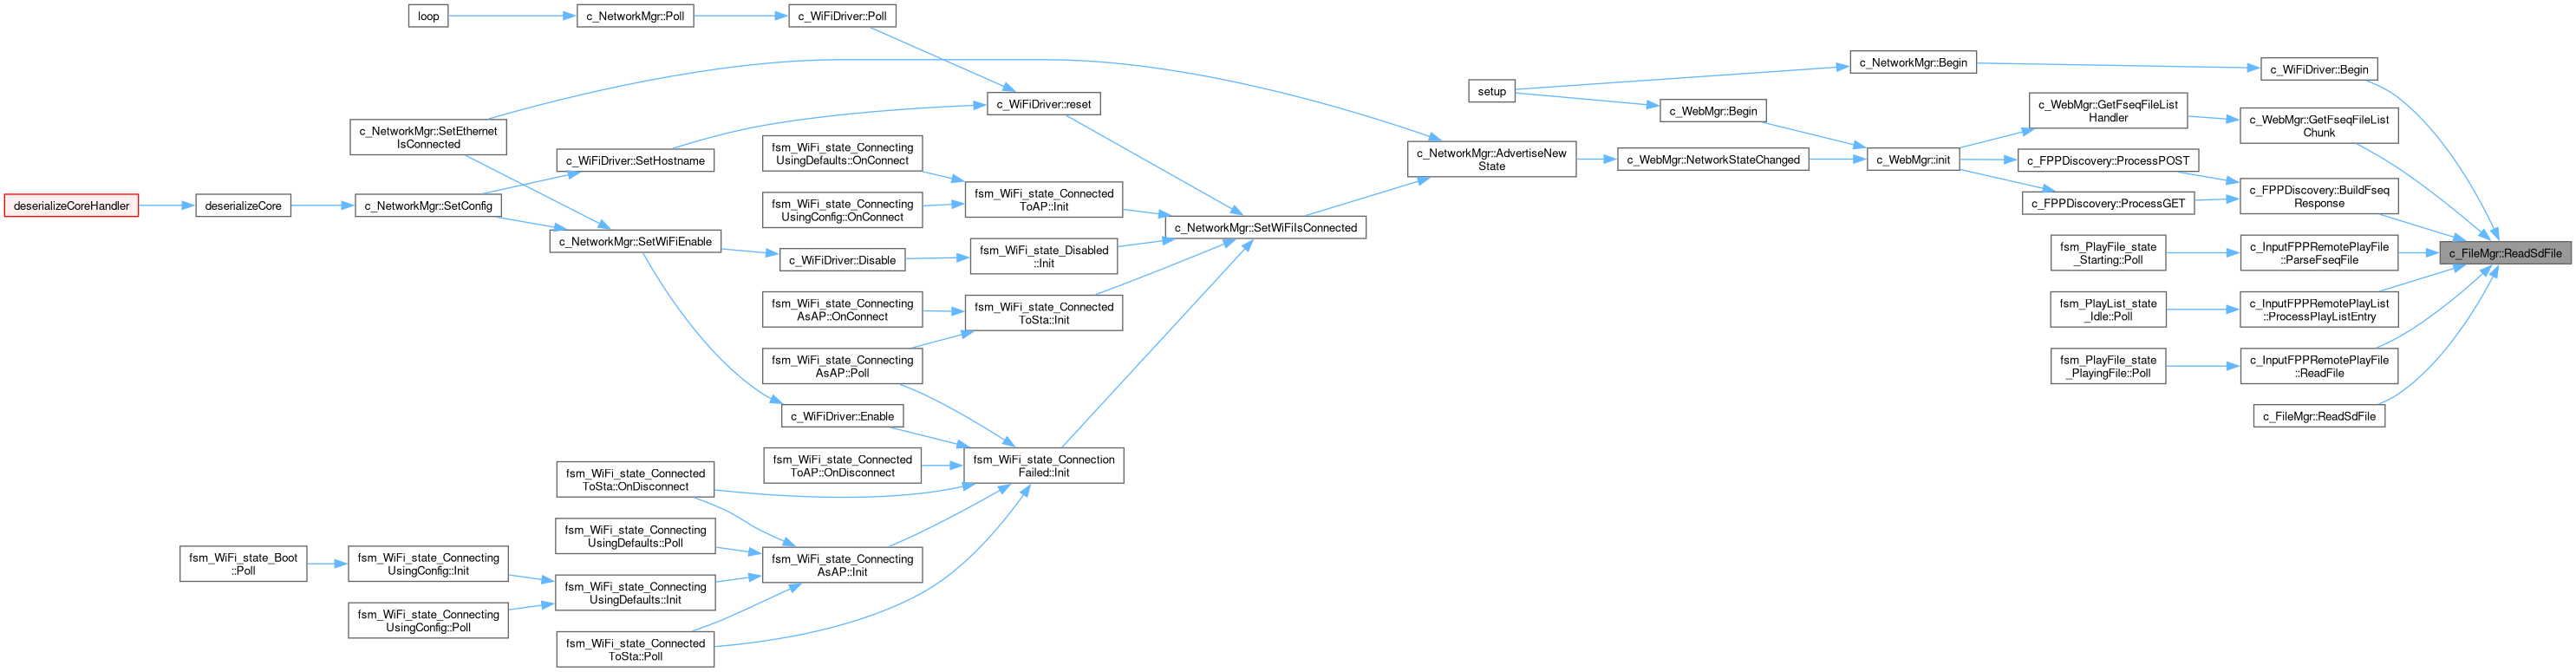 loop
c_NetworkMgr::Poll
c_WiFiDriver::Poll
c_NetworkMgr::Begin
c_WiFiDriver::Begin
setup
c_WebMgr::Begin
c_WiFiDriver::reset
c_WebMgr::GetFseqFileList
Handler
c_WebMgr::GetFseqFileList
Chunk
c_NetworkMgr::SetEthernet
IsConnected
c_WiFiDriver::SetHostname
fsm_WiFi_state_Connecting
UsingDefaults::OnConnect
c_NetworkMgr::AdvertiseNew
State
c_WebMgr::NetworkStateChanged
c_WebMgr::init
c_FPPDiscovery::ProcessPOST
deserializeCoreHandler
deserializeCore
c_NetworkMgr::SetConfig
fsm_WiFi_state_Connecting
UsingConfig::OnConnect
fsm_WiFi_state_Connected
ToAP::Init
c_FPPDiscovery::ProcessGET
c_FPPDiscovery::BuildFseq
Response
c_NetworkMgr::SetWiFiIsConnected
c_NetworkMgr::SetWiFiEnable
c_WiFiDriver::Disable
fsm_WiFi_state_Disabled
::Init
fsm_PlayFile_state
_Starting::Poll
c_InputFPPRemotePlayFile
::ParseFseqFile
c_FileMgr::ReadSdFile
fsm_WiFi_state_Connecting
AsAP::OnConnect
fsm_WiFi_state_Connected
ToSta::Init
fsm_PlayList_state
_Idle::Poll
c_InputFPPRemotePlayList
::ProcessPlayListEntry
fsm_WiFi_state_Connecting
AsAP::Poll
fsm_PlayFile_state
_PlayingFile::Poll
c_InputFPPRemotePlayFile
::ReadFile
c_WiFiDriver::Enable
c_FileMgr::ReadSdFile
fsm_WiFi_state_Connected
ToSta::OnDisconnect
fsm_WiFi_state_Connected
ToAP::OnDisconnect
fsm_WiFi_state_Connection
Failed::Init
fsm_WiFi_state_Connecting
UsingDefaults::Poll
fsm_WiFi_state_Boot
::Poll
fsm_WiFi_state_Connecting
UsingConfig::Init
fsm_WiFi_state_Connecting
UsingDefaults::Init
fsm_WiFi_state_Connecting
AsAP::Init
fsm_WiFi_state_Connecting
UsingConfig::Poll
fsm_WiFi_state_Connected
ToSta::Poll